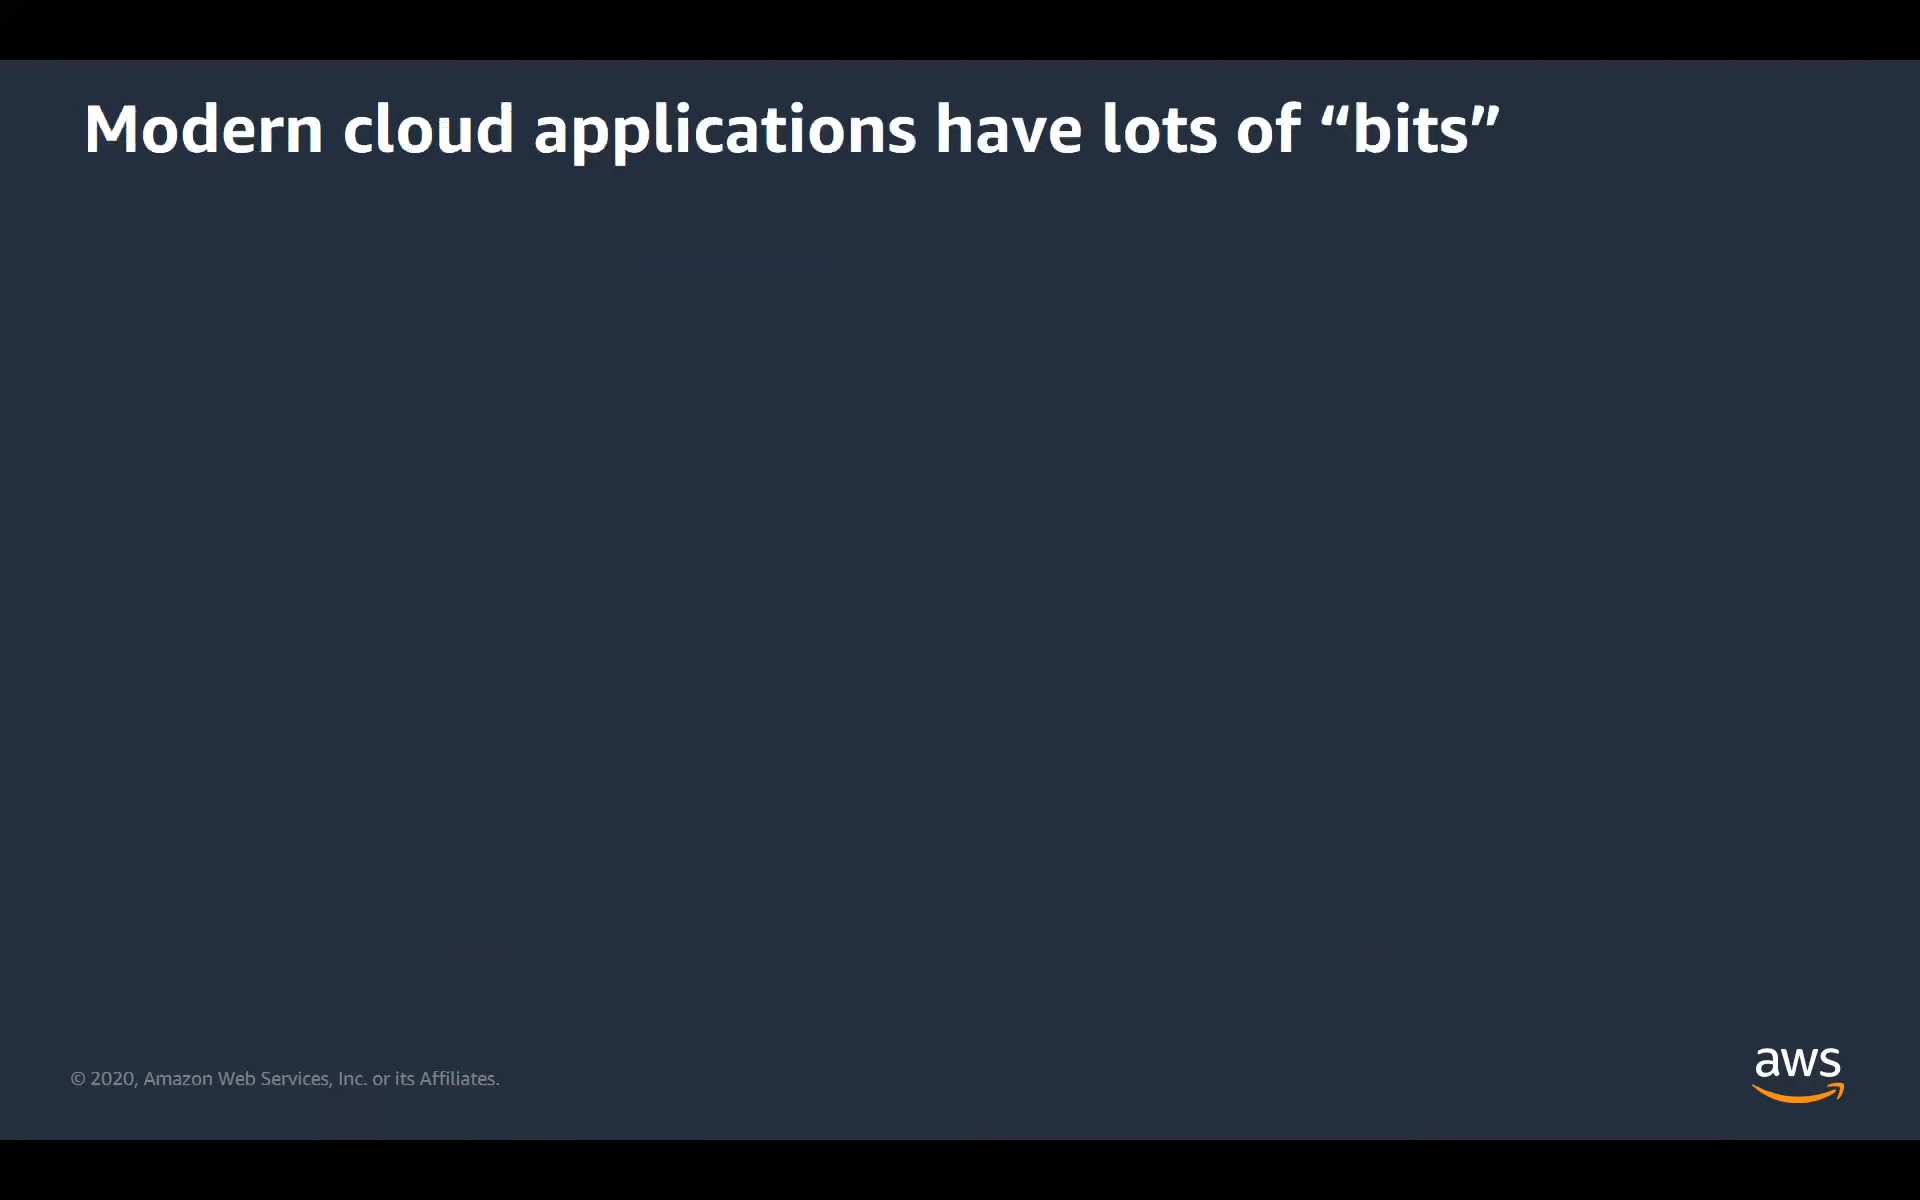 Modern cloud applications have lots of “bits”
© 2020, Amazon Web Services, Inc. or its Affiliates.
aws